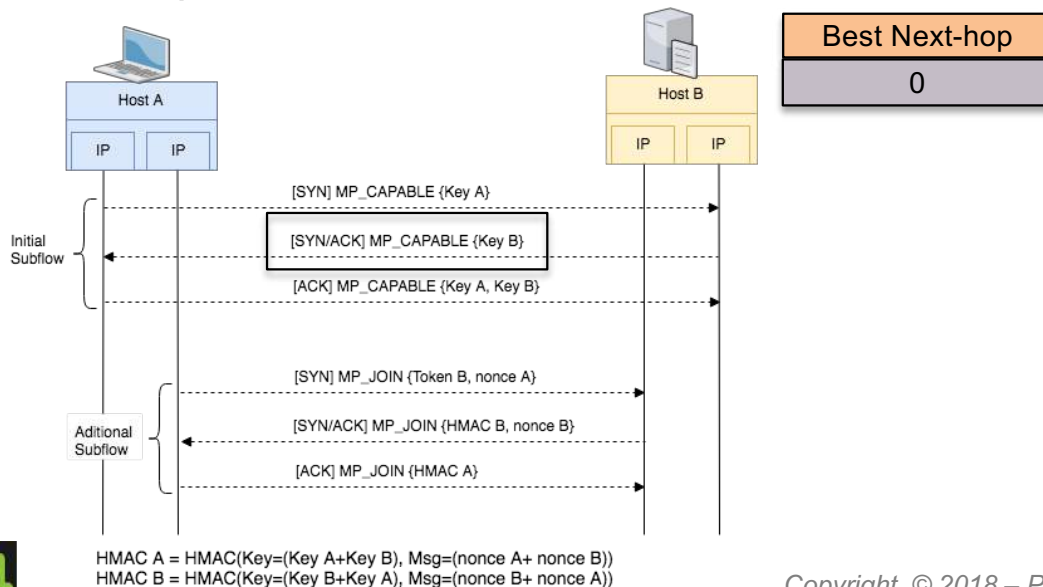 Best Next-hop
0
Host A
Host B
IP
IP
IP
IP
[SYN] MP_CAPABLE {Key A}
Initial
Subflow
[SYN/ACK] MP_CAPABLE {Key B}
[ACK] MP_CAPABLE {Key A, Key B}
[SYN] MP_JOIN {Token B, nonce A}
Aditional
Subflow
[SYN/ACK] MP_JOIN {HMAC B, nonce B}
[ACK] MP_JOIN {HMAC A}
HMAC A = HMAC(Key=(Key A+Key B), Msg=(nonce A+ nonce B))
HMAC B = HMAC(Key=(Key B+Key A), Msg=(nonce B+ nonce A))
Copyright © 2018 – P